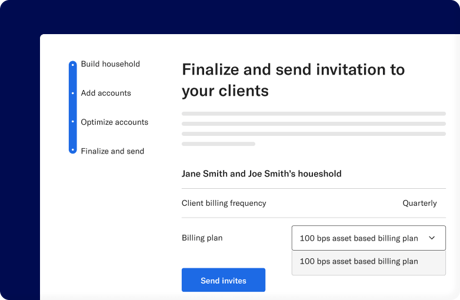 Build household
Add accounts
Optimize accounts
Finalize and send
Finalize and send invitation to
your clients
Jane Smith and Joe Smith's houeshold
Client billing frequency
Quarterly
Billing plan
100 bps asset based billing plan
100 bps asset based billing plan
Send invites